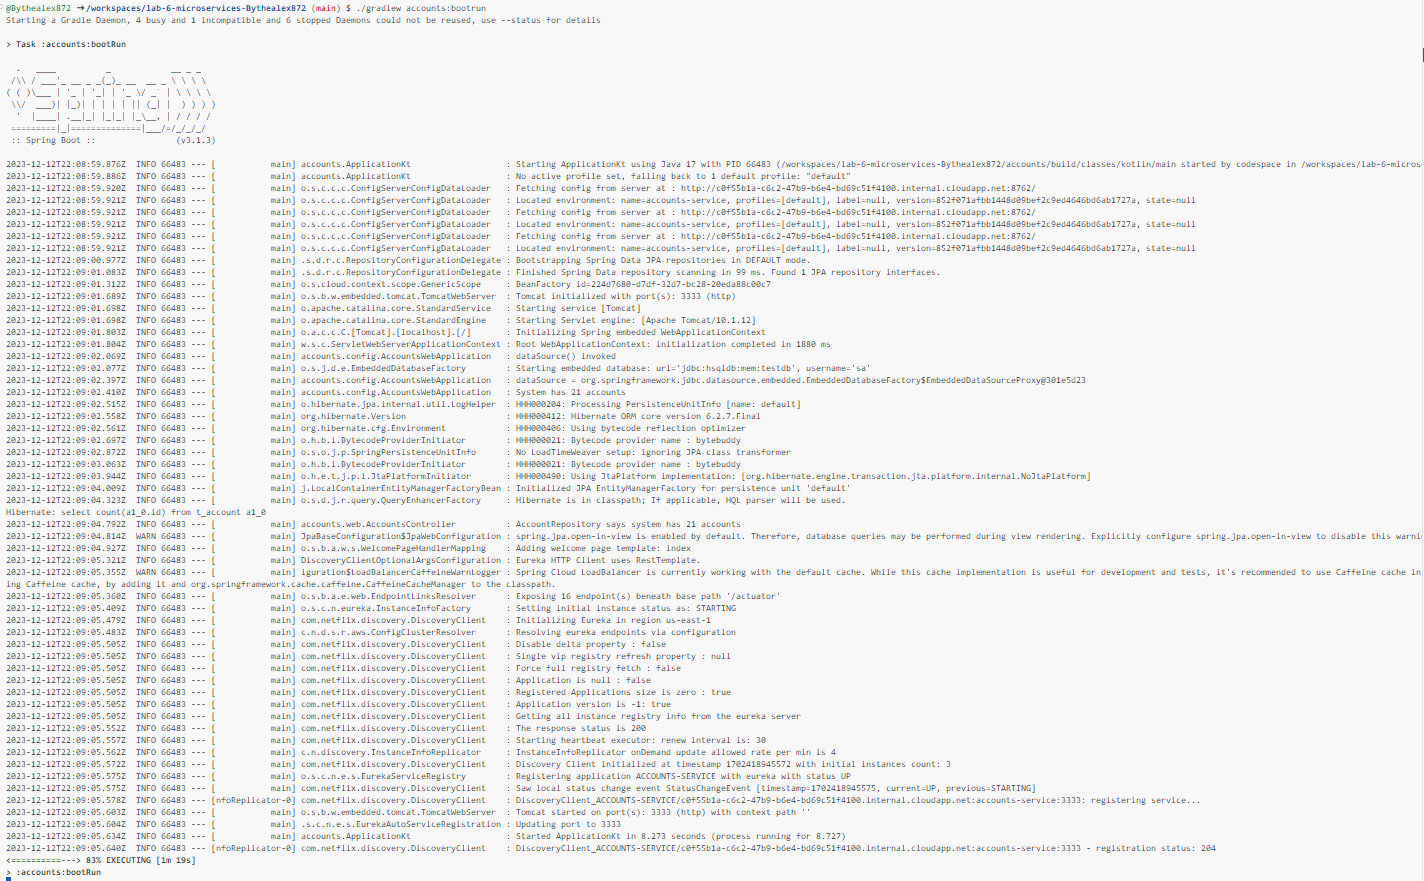 @Bythealex872 →/workspaces/lab-6-microservices-Bythealex872 (main) $ ./gradlew accounts:bootrun
Starting a Gradle Daemon, 4 busy and 1 incompatible and 6 stopped Daemons could not be reused, use --status for details
> Task :accounts:bootRun
  .   ____          _            __ _ _
 /\\ / ___'_ __ _ _(_)_ __  __ _ \ \ \ \
( ( )\___ | '_ | '_| | '_ \/ _` | \ \ \ \
 \\/  ___)| |_)| | | | | || (_| |  ) ) ) )
  '  |____| .__|_| |_|_| |_\__, | / / / /
 =========|_|==============|___/=/_/_/_/
 :: Spring Boot ::                (v3.1.3)
2023-12-12T22:08:59.876Z  INFO 66483 --- [           main] accounts.ApplicationKt                   : Starting ApplicationKt using Java 17 with PID 66483 (/workspaces/lab-6-microservices-Bythealex872/accounts/build/classes/kotlin/main started by codespace in /workspaces/lab-6-micros
2023-12-12T22:08:59.886Z  INFO 66483 --- [           main] accounts.ApplicationKt                   : No active profile set, falling back to 1 default profile: "default"
2023-12-12T22:08:59.920Z  INFO 66483 --- [           main] o.s.c.c.c.ConfigServerConfigDataLoader   : Fetching config from server at : http://c0f55b1a-c6c2-47b9-b6e4-bd69c51f4100.internal.cloudapp.net:8762/
2023-12-12T22:08:59.921Z  INFO 66483 --- [           main] o.s.c.c.c.ConfigServerConfigDataLoader   : Located environment: name=accounts-service, profiles=[default], label=null, version=852f071afbb1448d09bef2c9ed4646bd6ab1727a, state=null
2023-12-12T22:08:59.921Z  INFO 66483 --- [           main] o.s.c.c.c.ConfigServerConfigDataLoader   : Fetching config from server at : http://c0f55b1a-c6c2-47b9-b6e4-bd69c51f4100.internal.cloudapp.net:8762/
2023-12-12T22:08:59.921Z  INFO 66483 --- [           main] o.s.c.c.c.ConfigServerConfigDataLoader   : Located environment: name=accounts-service, profiles=[default], label=null, version=852f071afbb1448d09bef2c9ed4646bd6ab1727a, state=null
2023-12-12T22:08:59.921Z  INFO 66483 --- [           main] o.s.c.c.c.ConfigServerConfigDataLoader   : Fetching config from server at : http://c0f55b1a-c6c2-47b9-b6e4-bd69c51f4100.internal.cloudapp.net:8762/
2023-12-12T22:08:59.921Z  INFO 66483 --- [           main] o.s.c.c.c.ConfigServerConfigDataLoader   : Located environment: name=accounts-service, profiles=[default], label=null, version=852f071afbb1448d09bef2c9ed4646bd6ab1727a, state=null
2023-12-12T22:09:00.977Z  INFO 66483 --- [           main] .s.d.r.c.RepositoryConfigurationDelegate : Bootstrapping Spring Data JPA repositories in DEFAULT mode.
2023-12-12T22:09:01.083Z  INFO 66483 --- [           main] .s.d.r.c.RepositoryConfigurationDelegate : Finished Spring Data repository scanning in 99 ms. Found 1 JPA repository interfaces.
2023-12-12T22:09:01.312Z  INFO 66483 --- [           main] o.s.cloud.context.scope.GenericScope     : BeanFactory id=224d7680-d7df-32d7-bc28-20eda88c00c7
2023-12-12T22:09:01.689Z  INFO 66483 --- [           main] o.s.b.w.embedded.tomcat.TomcatWebServer  : Tomcat initialized with port(s): 3333 (http)
2023-12-12T22:09:01.698Z  INFO 66483 --- [           main] o.apache.catalina.core.StandardService   : Starting service [Tomcat]
2023-12-12T22:09:01.698Z  INFO 66483 --- [           main] o.apache.catalina.core.StandardEngine    : Starting Servlet engine: [Apache Tomcat/10.1.12]
2023-12-12T22:09:01.803Z  INFO 66483 --- [           main] o.a.c.c.C.[Tomcat].[localhost].[/]       : Initializing Spring embedded WebApplicationContext
2023-12-12T22:09:01.804Z  INFO 66483 --- [           main] w.s.c.ServletWebServerApplicationContext : Root WebApplicationContext: initialization completed in 1880 ms
2023-12-12T22:09:02.069Z  INFO 66483 --- [           main] accounts.config.AccountsWebApplication   : dataSource() invoked
2023-12-12T22:09:02.077Z  INFO 66483 --- [           main] o.s.j.d.e.EmbeddedDatabaseFactory        : Starting embedded database: url='jdbc:hsqldb:mem:testdb', username='sa'
2023-12-12T22:09:02.397Z  INFO 66483 --- [           main] accounts.config.AccountsWebApplication   : dataSource = org.springframework.jdbc.datasource.embedded.EmbeddedDatabaseFactory$EmbeddedDataSourceProxy@301e5d23
2023-12-12T22:09:02.410Z  INFO 66483 --- [           main] accounts.config.AccountsWebApplication   : System has 21 accounts
2023-12-12T22:09:02.515Z  INFO 66483 --- [           main] o.hibernate.jpa.internal.util.LogHelper  : HHH000204: Processing PersistenceUnitInfo [name: default]
2023-12-12T22:09:02.558Z  INFO 66483 --- [           main] org.hibernate.Version                    : HHH000412: Hibernate ORM core version 6.2.7.Final
2023-12-12T22:09:02.561Z  INFO 66483 --- [           main] org.hibernate.cfg.Environment            : HHH000406: Using bytecode reflection optimizer
2023-12-12T22:09:02.697Z  INFO 66483 --- [           main] o.h.b.i.BytecodeProviderInitiator        : HHH000021: Bytecode provider name : bytebuddy
2023-12-12T22:09:02.872Z  INFO 66483 --- [           main] o.s.o.j.p.SpringPersistenceUnitInfo      : No LoadTimeWeaver setup: ignoring JPA class transformer
2023-12-12T22:09:03.063Z  INFO 66483 --- [           main] o.h.b.i.BytecodeProviderInitiator        : HHH000021: Bytecode provider name : bytebuddy
2023-12-12T22:09:03.944Z  INFO 66483 --- [           main] o.h.e.t.j.p.i.JtaPlatformInitiator       : HHH000490: Using JtaPlatform implementation: [org.hibernate.engine.transaction.jta.platform.internal.NoJtaPlatform]
2023-12-12T22:09:04.009Z  INFO 66483 --- [           main] j.LocalContainerEntityManagerFactoryBean : Initialized JPA EntityManagerFactory for persistence unit 'default'
2023-12-12T22:09:04.323Z  INFO 66483 --- [           main] o.s.d.j.r.query.QueryEnhancerFactory     : Hibernate is in classpath; If applicable, HQL parser will be used.
Hibernate: select count(a1_0.id) from t_account a1_0
2023-12-12T22:09:04.792Z  INFO 66483 --- [           main] accounts.web.AccountsController          : AccountRepository says system has 21 accounts
2023-12-12T22:09:04.814Z  WARN 66483 --- [           main] JpaBaseConfiguration$JpaWebConfiguration : spring.jpa.open-in-view is enabled by default. Therefore, database queries may be performed during view rendering. Explicitly configure spring.jpa.open-in-view to disable this warni
2023-12-12T22:09:04.927Z  INFO 66483 --- [           main] o.s.b.a.w.s.WelcomePageHandlerMapping    : Adding welcome page template: index
2023-12-12T22:09:05.321Z  INFO 66483 --- [           main] DiscoveryClientOptionalArgsConfiguration : Eureka HTTP Client uses RestTemplate.
2023-12-12T22:09:05.355Z  WARN 66483 --- [           main] iguration$LoadBalancerCaffeineWarnLogger : Spring Cloud LoadBalancer is currently working with the default cache. While this cache implementation is useful for development and tests, it's recommended to use Caffeine cache in
ing Caffeine cache, by adding it and org.springframework.cache.caffeine.CaffeineCacheManager to the classpath.
2023-12-12T22:09:05.360Z  INFO 66483 --- [           main] o.s.b.a.e.web.EndpointLinksResolver      : Exposing 16 endpoint(s) beneath base path '/actuator'
2023-12-12T22:09:05.409Z  INFO 66483 --- [           main] o.s.c.n.eureka.InstanceInfoFactory       : Setting initial instance status as: STARTING
2023-12-12T22:09:05.479Z  INFO 66483 --- [           main] com.netflix.discovery.DiscoveryClient    : Initializing Eureka in region us-east-1
2023-12-12T22:09:05.483Z  INFO 66483 --- [           main] c.n.d.s.r.aws.ConfigClusterResolver      : Resolving eureka endpoints via configuration
2023-12-12T22:09:05.505Z  INFO 66483 --- [           main] com.netflix.discovery.DiscoveryClient    : Disable delta property : false
2023-12-12T22:09:05.505Z  INFO 66483 --- [           main] com.netflix.discovery.DiscoveryClient    : Single vip registry refresh property : null
2023-12-12T22:09:05.505Z  INFO 66483 --- [           main] com.netflix.discovery.DiscoveryClient    : Force full registry fetch : false
2023-12-12T22:09:05.505Z  INFO 66483 --- [           main] com.netflix.discovery.DiscoveryClient    : Application is null : false
2023-12-12T22:09:05.505Z  INFO 66483 --- [           main] com.netflix.discovery.DiscoveryClient    : Registered Applications size is zero : true
2023-12-12T22:09:05.505Z  INFO 66483 --- [           main] com.netflix.discovery.DiscoveryClient    : Application version is -1: true
2023-12-12T22:09:05.505Z  INFO 66483 --- [           main] com.netflix.discovery.DiscoveryClient    : Getting all instance registry info from the eureka server
2023-12-12T22:09:05.552Z  INFO 66483 --- [           main] com.netflix.discovery.DiscoveryClient    : The response status is 200
2023-12-12T22:09:05.557Z  INFO 66483 --- [           main] com.netflix.discovery.DiscoveryClient    : Starting heartbeat executor: renew interval is: 30
2023-12-12T22:09:05.562Z  INFO 66483 --- [           main] c.n.discovery.InstanceInfoReplicator     : InstanceInfoReplicator onDemand update allowed rate per min is 4
2023-12-12T22:09:05.572Z  INFO 66483 --- [           main] com.netflix.discovery.DiscoveryClient    : Discovery Client initialized at timestamp 1702418945572 with initial instances count: 3
2023-12-12T22:09:05.575Z  INFO 66483 --- [           main] o.s.c.n.e.s.EurekaServiceRegistry        : Registering application ACCOUNTS-SERVICE with eureka with status UP
2023-12-12T22:09:05.575Z  INFO 66483 --- [           main] com.netflix.discovery.DiscoveryClient    : Saw local status change event StatusChangeEvent [timestamp=1702418945575, current=UP, previous=STARTING]
2023-12-12T22:09:05.578Z  INFO 66483 --- [nfoReplicator-0] com.netflix.discovery.DiscoveryClient    : DiscoveryClient_ACCOUNTS-SERVICE/c0f55b1a-c6c2-47b9-b6e4-bd69c51f4100.internal.cloudapp.net:accounts-service:3333: registering service...
2023-12-12T22:09:05.603Z  INFO 66483 --- [           main] o.s.b.w.embedded.tomcat.TomcatWebServer  : Tomcat started on port(s): 3333 (http) with context path ''
2023-12-12T22:09:05.604Z  INFO 66483 --- [           main] .s.c.n.e.s.EurekaAutoServiceRegistration : Updating port to 3333
2023-12-12T22:09:05.634Z  INFO 66483 --- [           main] accounts.ApplicationKt                   : Started ApplicationKt in 8.273 seconds (process running for 8.727)
2023-12-12T22:09:05.640Z  INFO 66483 --- [nfoReplicator-0] com.netflix.discovery.DiscoveryClient    : DiscoveryClient_ACCOUNTS-SERVICE/c0f55b1a-c6c2-47b9-b6e4-bd69c51f4100.internal.cloudapp.net:accounts-service:3333 - registration status: 204
<==========---> 83% EXECUTING [1m 19s]
> :accounts:bootRun